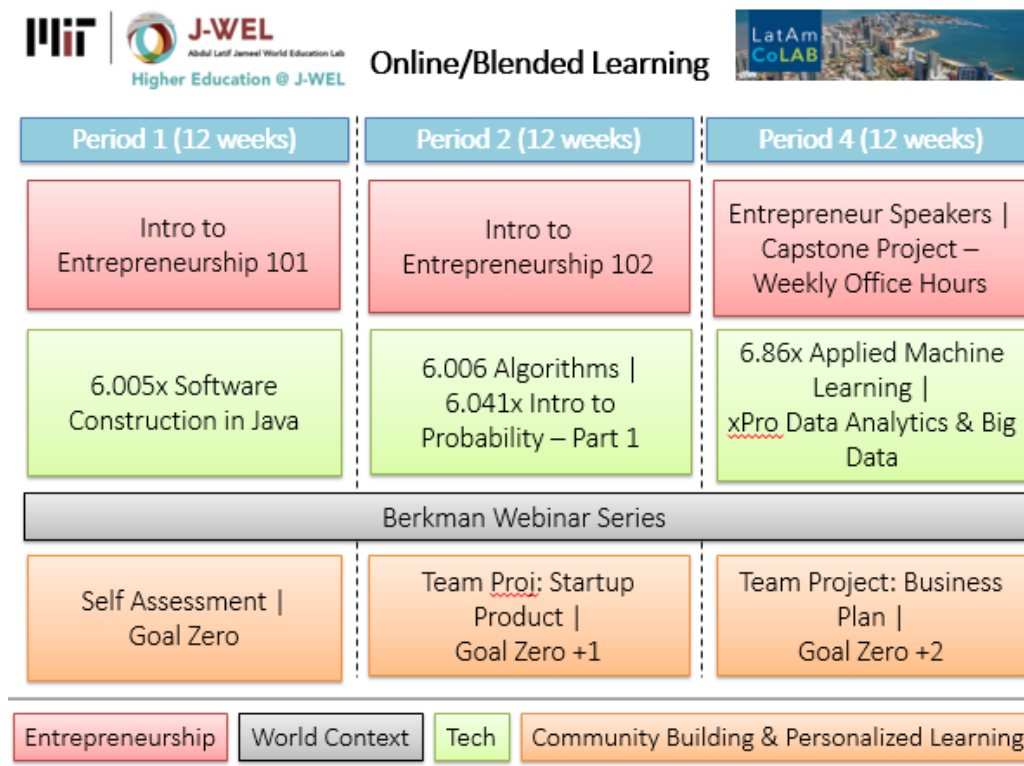 MIT
J-WEL
Abdul Latif Jameel World Education Lab
Higher Education @ J-WEL
Online/Blended Learning
LatAm
CoLAB
Period 1 (12 weeks)
Period 2 (12 weeks)
Period 4 (12 weeks)
Intro to
Entrepreneurship 101
Intro to
Entrepreneurship 102
Entrepreneur Speakers |
Capstone Project –
Weekly Office Hours
6.005x Software
Construction in Java
6.006 Algorithms |
6.041x Intro to
Probability – Part 1
6.86x Applied Machine
Learning |
xPro Data Analytics & Big
Data
Berkman Webinar Series
Self Assessment |
Goal Zero
Team Proj: Startup
Product |
Goal Zero +1
Team Project: Business
Plan |
Goal Zero +2
Entrepreneurship
World Context
Tech
Community Building & Personalized Learning